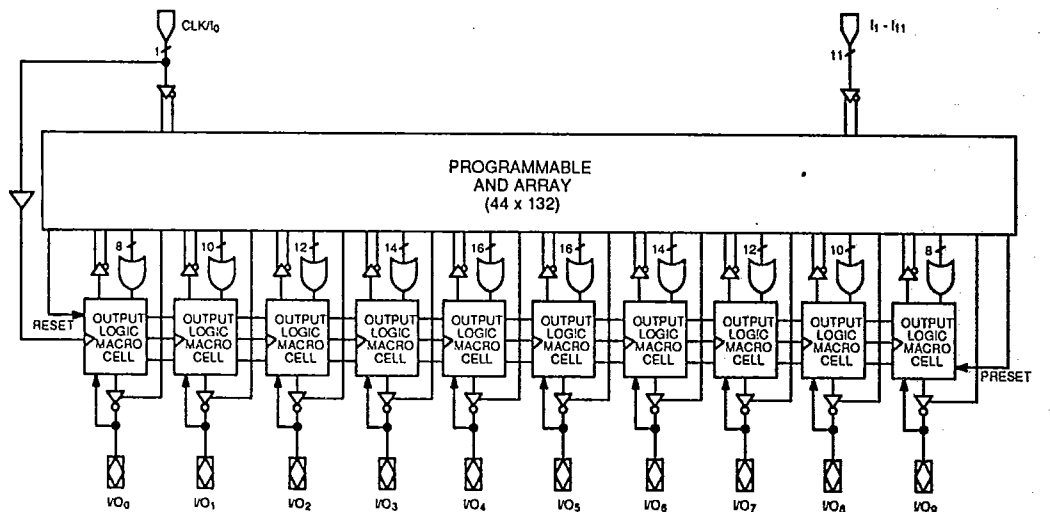 CLK/I0
I1 - I11
1
11
PROGRAMMABLE
AND ARRAY
(44 x 132)
8 10 12 14 16 16 14 12 10 8
OUTPUT OUTPUT OUTPUT OUTPUT OUTPUT OUTPUT OUTPUT OUTPUT OUTPUT OUTPUT
RESET LOGIC LOGIC LOGIC LOGIC LOGIC LOGIC LOGIC LOGIC LOGIC LOGIC
MACRO MACRO MACRO MACRO MACRO MACRO MACRO MACRO MACRO MACRO
CELL CELL CELL CELL CELL CELL CELL CELL CELL CELL PRESET
I/O0 I/O1 I/O2 I/O3 I/O4 I/O5 I/O6 I/O7 I/O8 I/O9